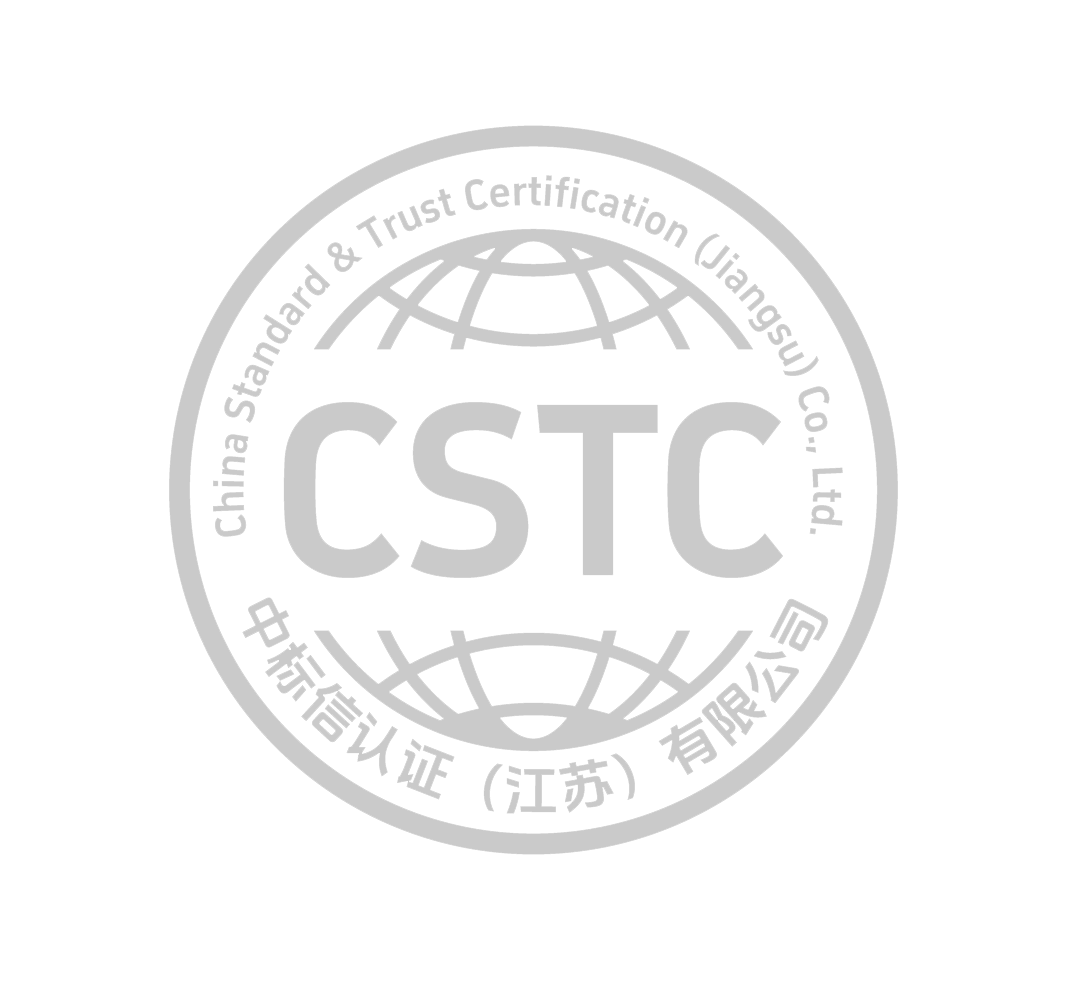 China Standard & Trust Certification (Jiangsu) Co., Ltd.
CSTC
中标信认证（江苏）有限公司